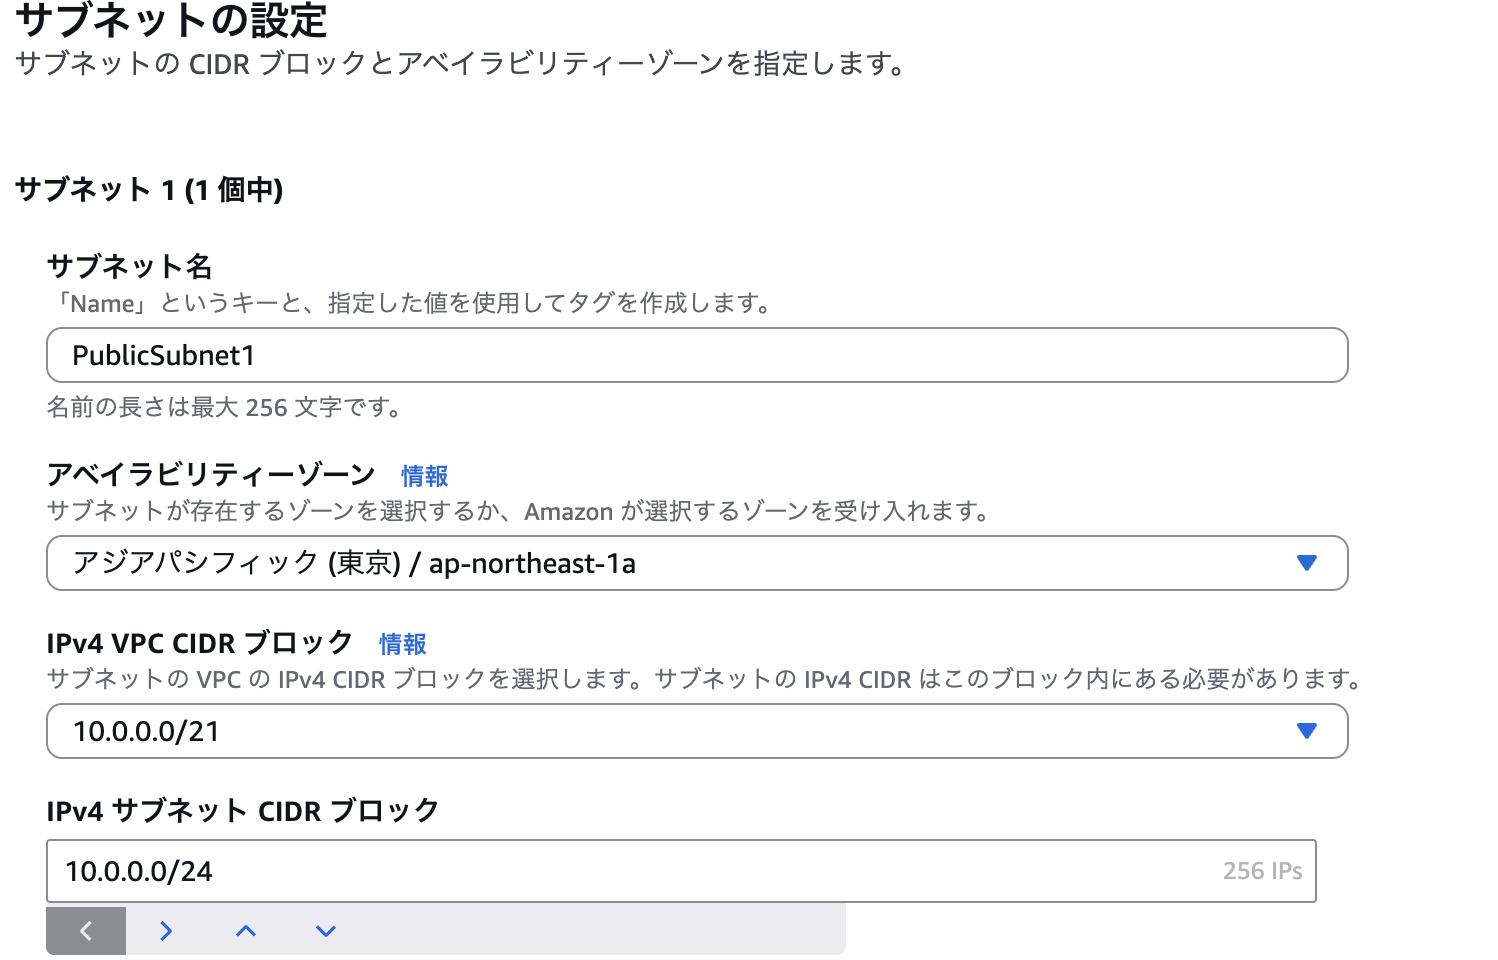 サブネットの設定
サブネットの CIDR ブロックとアベイラビリティーゾーンを指定します。
サブネット 1 (1 個中)
サブネット名
「Name」というキーと、指定した値を使用してタグを作成します。
PublicSubnet1
名前の長さは最大 256 文字です。
アベイラビリティーゾーン 情報
サブネットが存在するゾーンを選択するか、Amazon が選択するゾーンを受け入れます。
アジアパシフィック (東京) / ap-northeast-1a
IPv4 VPC CIDR ブロック 情報
サブネットの VPC の IPv4 CIDR ブロックを選択します。サブネットの IPv4 CIDR はこのブロック内にある必要があります。
10.0.0.0/21
IPv4 サブネット CIDR ブロック
10.0.0.0/24 256 IPs